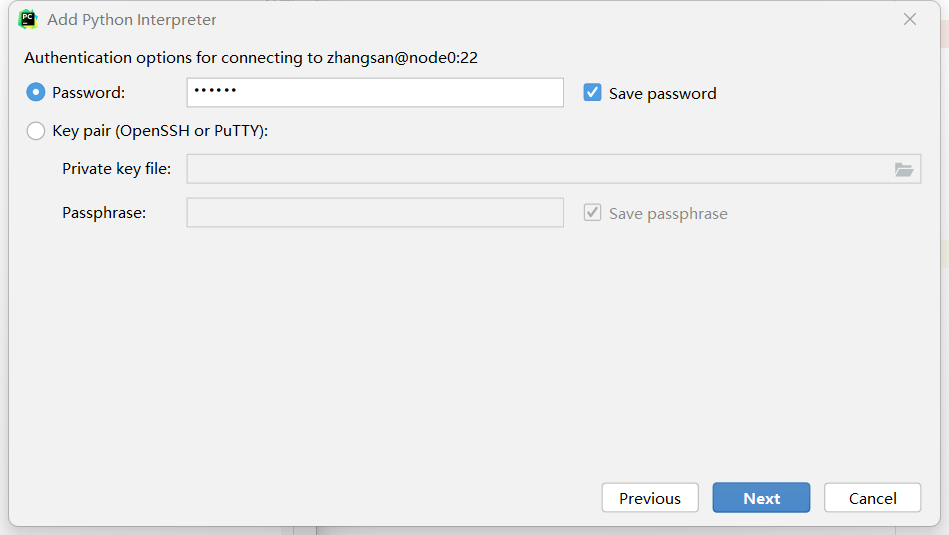 PC
Add Python Interpreter
Authentication options for connecting to zhangsan@node0:22
Password: •••••• Save password
Key pair (OpenSSH or PuTTY):
Private key file:
Passphrase: Save passphrase
Previous Next Cancel